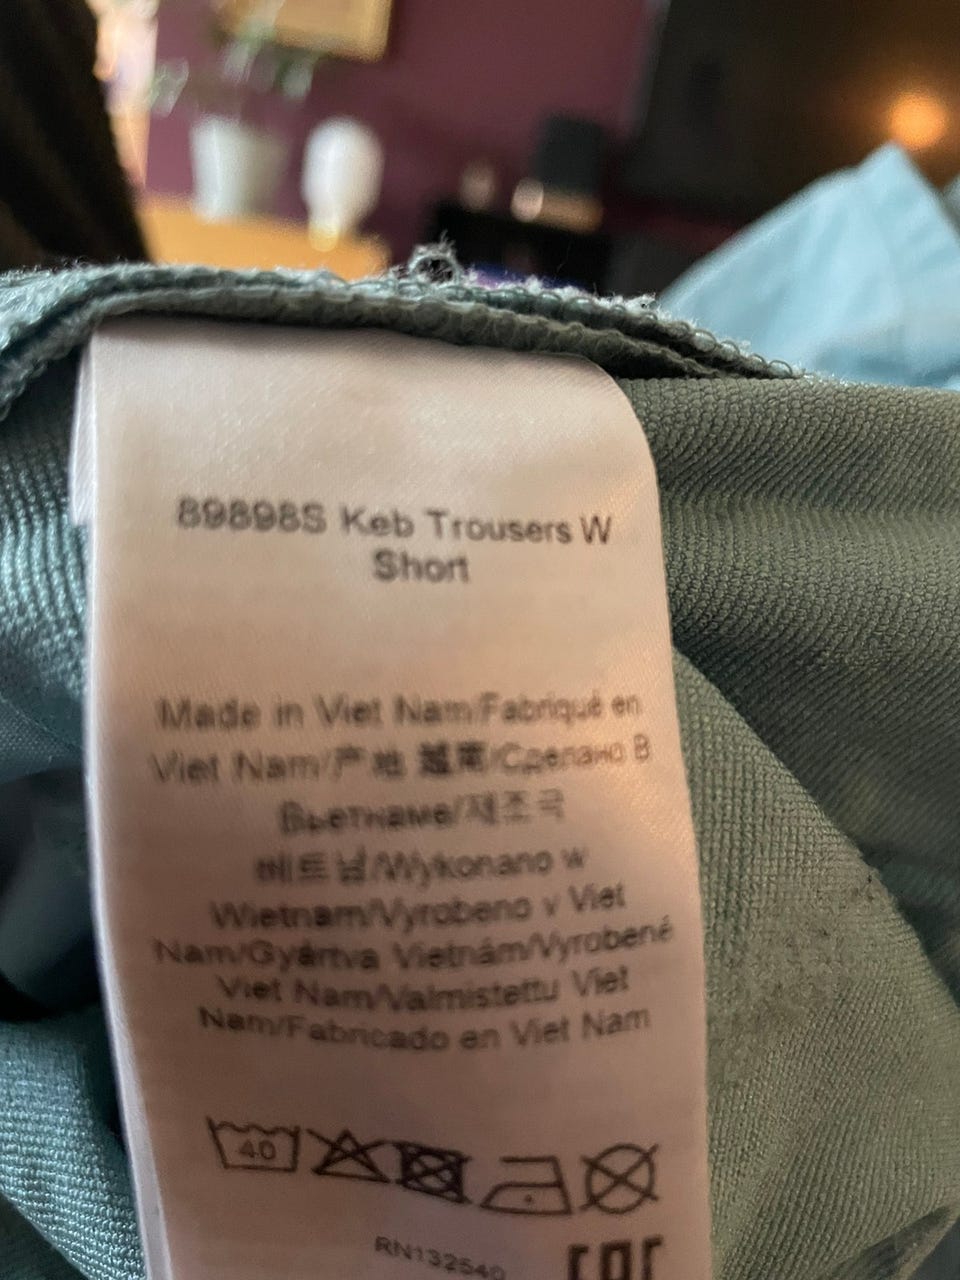 89898S Keb Trousers W
Short
Made in Viet Nam/Fabriqué en
Viet Nam/产地 越南/Сделано В
Вьетнаме/제조국
베트남/Wykonano w
Wietnam/Vyrobeno v Viet
Nam/Gyártva Vietnám/Vyrobené
Viet Nam/Valmistettu Viet
Nam/Fabricado en Viet Nam
40
RN132540